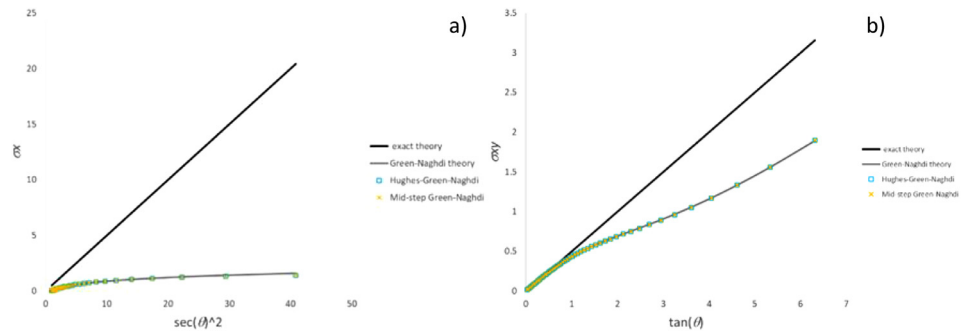 a)
25
20
15
10
5
0
σx
0 10 20 30 40 50
sec(θ)^2
exact theory
Green-Naghdi theory
Hughes-Green-Naghdi
Mid-step Green-Naghdi
b)
3.5
3
2.5
2
1.5
1
0.5
0
σxy
0 1 2 3 4 5 6 7
tan(θ)
exact theory
Green-Naghdi theory
Hughes-Green-Naghdi
Mid-step Green Naghdi